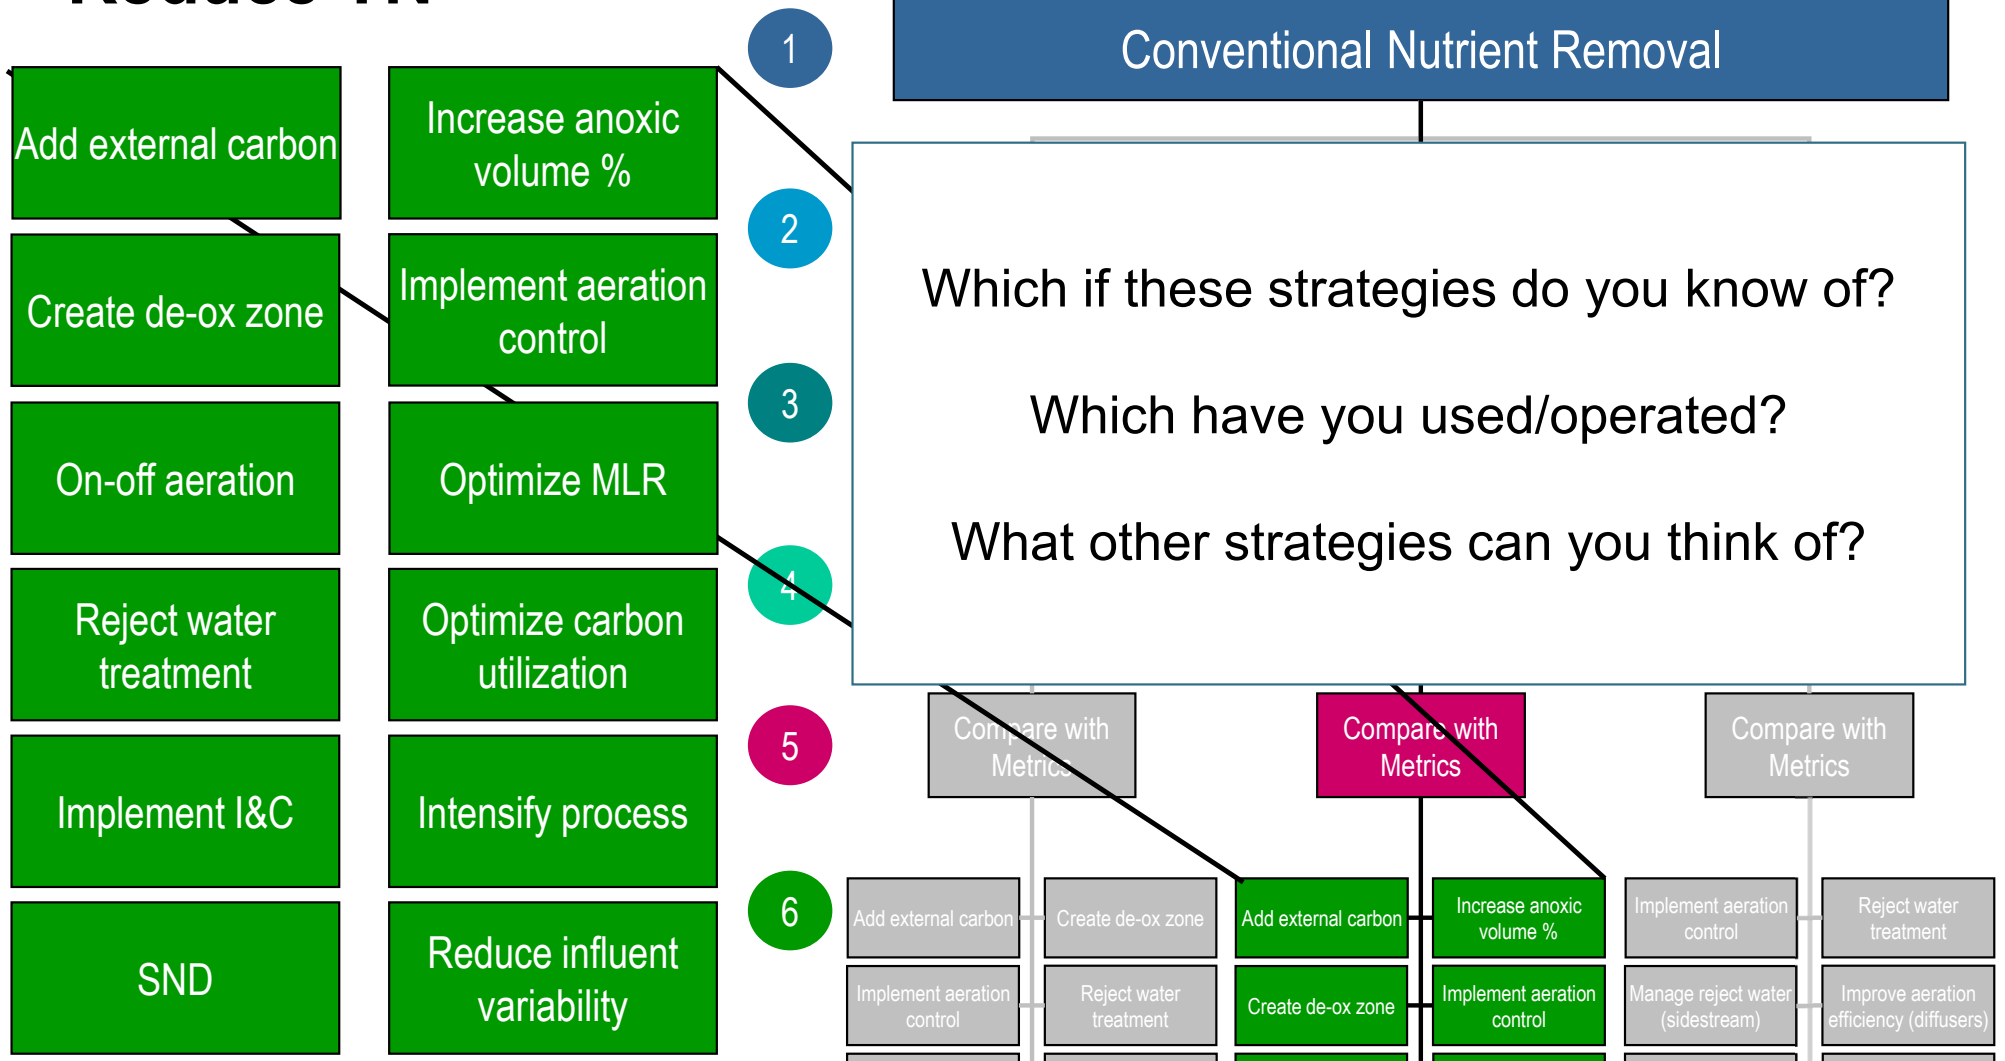 Reduce TN
Add external carbon
Increase anoxic
volume %
Create de-ox zone
Implement aeration
control
On-off aeration
Optimize MLR
Reject water
treatment
Optimize carbon
utilization
Implement I&C
Intensify process
SND
Reduce influent
variability
1
2
3
4
5
6
Conventional Nutrient Removal
Which if these strategies do you know of?
Which have you used/operated?
What other strategies can you think of?
Compare with
Metrics
Compare with
Metrics
Compare with
Metrics
Add external carbon
Create de-ox zone
Add external carbon
Increase anoxic
volume %
Implement aeration
control
Reject water
treatment
Implement aeration
control
Reject water
treatment
Create de-ox zone
Implement aeration
control
Manage reject water
(sidestream)
Improve aeration
efficiency (diffusers)